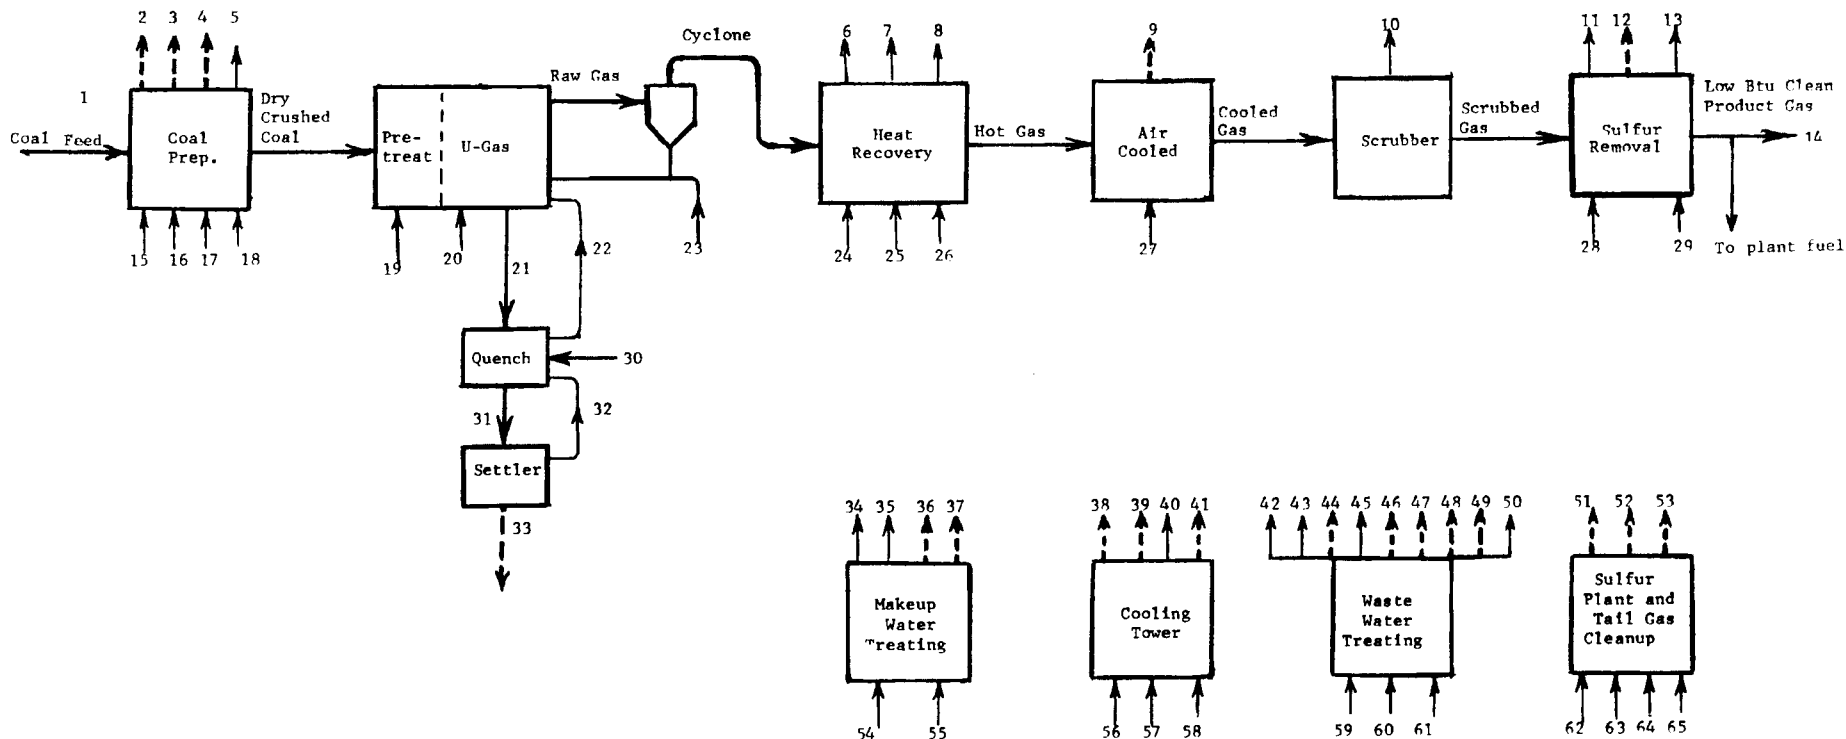 2 3 4 5
1
Coal Feed
Coal
Prep.
Dry
Crushed
Coal
15 16 17 18
Pre-
treat
U-Gas
Raw Gas
Cyclone
19 20 21 22 23
Quench
30
31 32
Settler
33
6 7 8
Heat
Recovery
24 25 26
Hot Gas
9
Air
Cooled
27
Cooled
Gas
10
Scrubber
Scrubbed
Gas
11 12 13
Sulfur
Removal
28 29
Low Btu Clean
Product Gas
14
To plant fuel
34 35 36 37
Makeup
Water
Treating
54 55
38 39 40 41
Cooling
Tower
56 57 58
42 43 44 45 46 47 48 49 50
Waste
Water
Treating
59 60 61
51 52 53
Sulfur
Plant and
Tail Gas
Cleanup
62 63 64 65